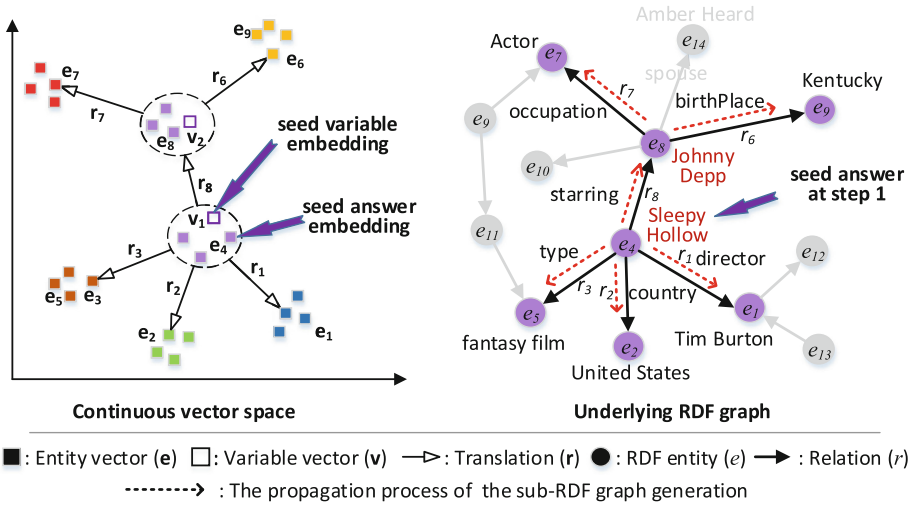 e9
e6
e7
r6
r7
e8
v2
seed variable
embedding
r8
v1
e4
seed answer
embedding
r3
r1
r2
e5
e3
e2
e1
Continuous vector space
Amber Heard
e14
Actor
e7
spouse
r7
birthPlace
Kentucky
e9
occupation
e9
r6
e8
Johnny
Depp
e10
starring
r8
seed answer
at step 1
Sleepy
Hollow
e11
e4
type
r1 director
e12
r3
r2
country
e5
e1
fantasy film
e2
Tim Burton
e13
United States
Underlying RDF graph
: Entity vector (e)
: Variable vector (v)
: Translation (r)
: RDF entity (e)
: Relation (r)
: The propagation process of the sub-RDF graph generation